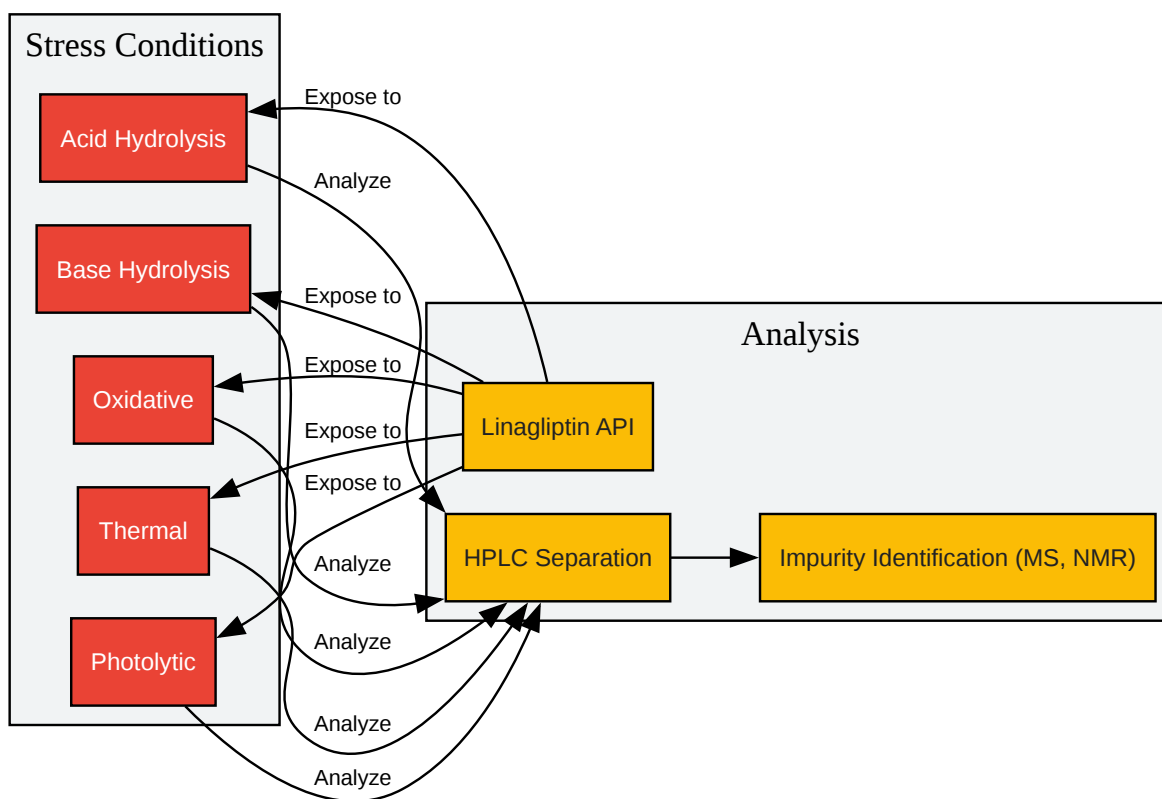 Stress Conditions
Acid Hydrolysis
Base Hydrolysis
Oxidative
Thermal
Photolytic
Expose to
Analyze
Expose to
Expose to
Expose to
Expose to
Analyze
Analyze
Analyze
Analyze
Analysis
Linagliptin API
HPLC Separation
Impurity Identification (MS, NMR)